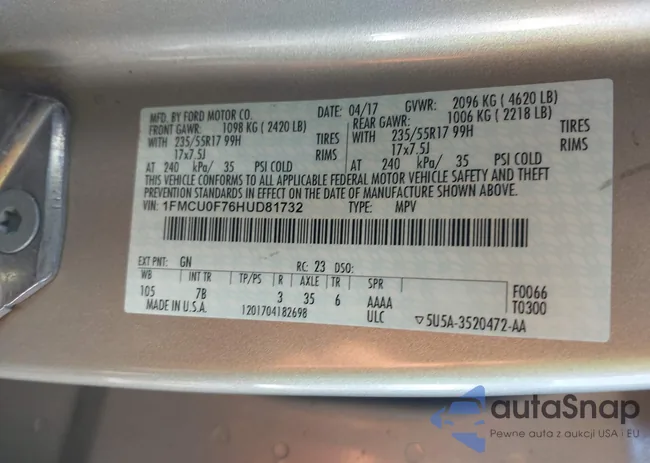 MFD. BY FORD MOTOR CO.
DATE: 04/17 GVWR: 2096 KG ( 4620 LB)
FRONT GAWR: 1098 KG ( 2420 LB) REAR GAWR: 1006 KG ( 2218 LB)
WITH 235/55R17 99H TIRES WITH 235/55R17 99H TIRES
17x7.5J RIMS 17x7.5J RIMS
AT 240 kPa/ 35 PSI COLD AT 240 kPa/ 35 PSI COLD
THIS VEHICLE CONFORMS TO ALL APPLICABLE FEDERAL MOTOR VEHICLE SAFETY AND THEFT
PREVENTION STANDARDS IN EFFECT ON THE DATE OF MANUFACTURE SHOWN ABOVE.
VIN: 1FMCU0F76HUD81732 TYPE: MPV
EXT PNT: GN RC: 23 DSO:
WB INT TR TP/PS R AXLE TR SPR F0066
105 7B 3 35 6 AAAA T0300
MADE IN U.S.A. 1201704182698 ULC ▽5U5A-3520472-AA
autaSnap
Pewne auta z aukcji USA i EU